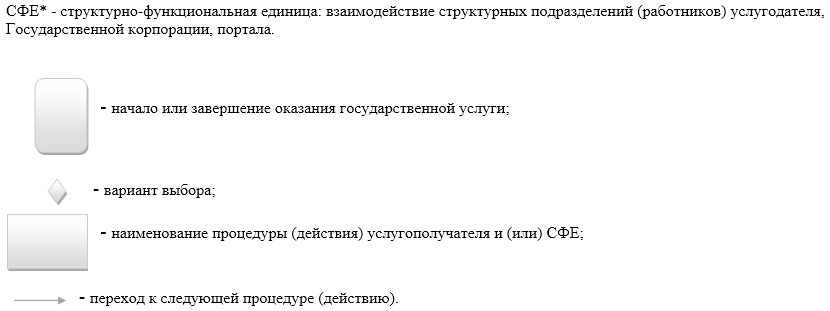 СФЕ* - структурно-функциональная единица: взаимодействие структурных подразделений (работников) услугодателя,
Государственной корпорации, портала.
- начало или завершение оказания государственной услуги;
- вариант выбора;
- наименование процедуры (действия) услугополучателя и (или) СФЕ;
- переход к следующей процедуре (действию).